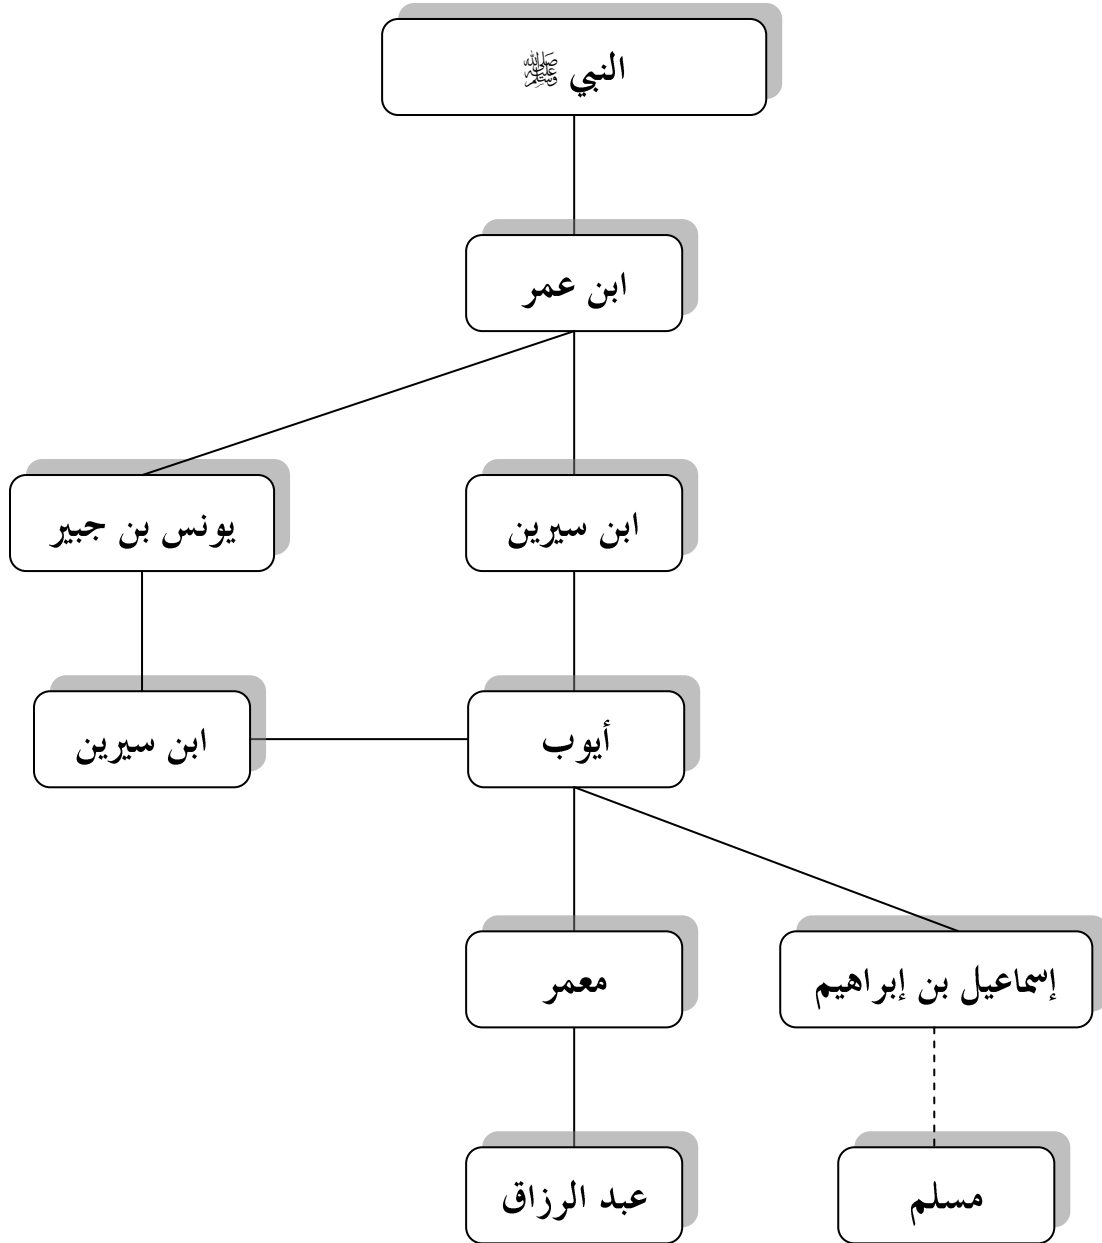 النبي ﷺ
ابن عمر
ابن سيرين
يونس بن جبير
أيوب
ابن سيرين
إسماعيل بن إبراهيم
معمر
مسلم
عبد الرزاق